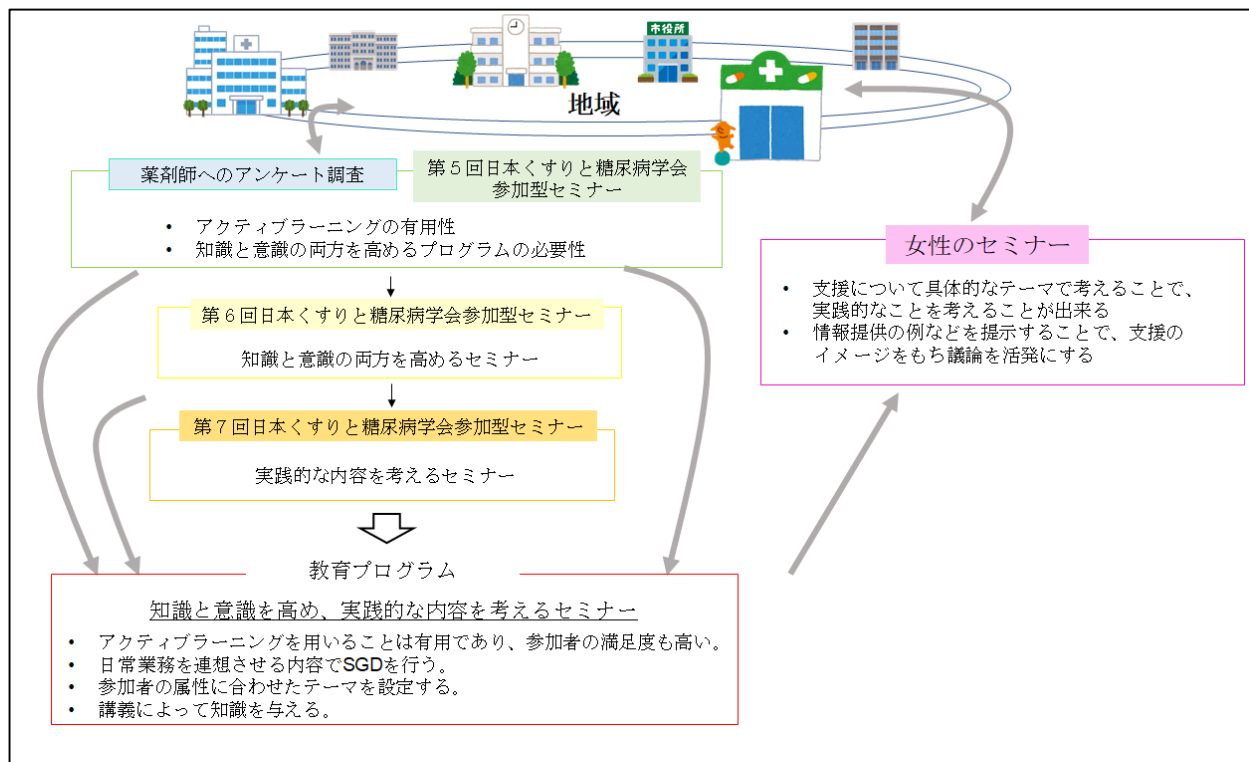 市役所
地域
薬剤師へのアンケート調査
第５回日本くすりと糖尿病学会
参加型セミナー
• アクティブラーニングの有用性
• 知識と意識の両方を高めるプログラムの必要性
第６回日本くすりと糖尿病学会参加型セミナー
知識と意識の両方を高めるセミナー
第７回日本くすりと糖尿病学会参加型セミナー
実践的な内容を考えるセミナー
教育プログラム
知識と意識を高め、実践的な内容を考えるセミナー
• アクティブラーニングを用いることは有用であり、参加者の満足度も高い。
• 日常業務を連想させる内容でSGDを行う。
• 参加者の属性に合わせたテーマを設定する。
• 講義によって知識を与える。
女性のセミナー
• 支援について具体的なテーマで考えることで、
実践的なことを考えることが出来る
• 情報提供の例などを提示することで、支援の
イメージをもち議論を活発にする